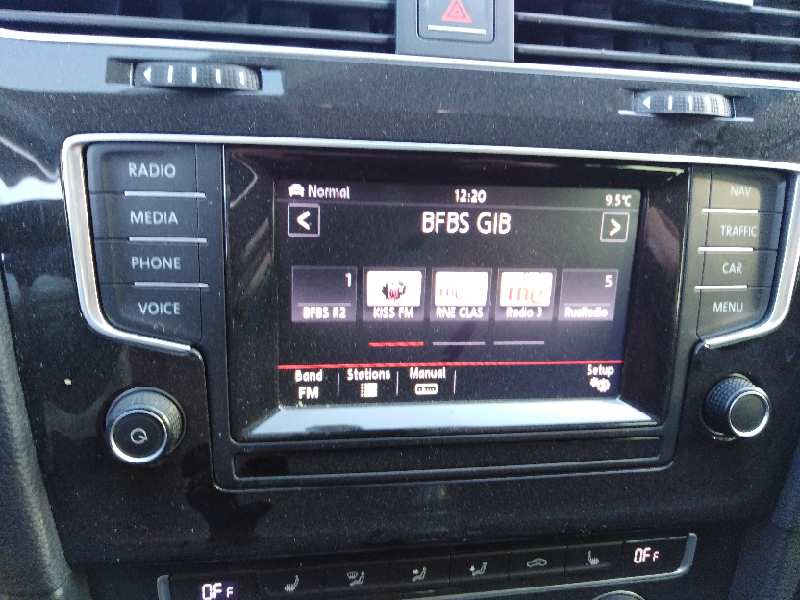 RADIO
MEDIA
PHONE
VOICE
NAV
TRAFFIC
CAR
MENU
Normal 12:20 9.5°C
< BFBS GIB >
1 5
BFBS R2 KISS FM RNE CLAS Radio 3
Band Stations Manual Setup
FM
OFF OFF